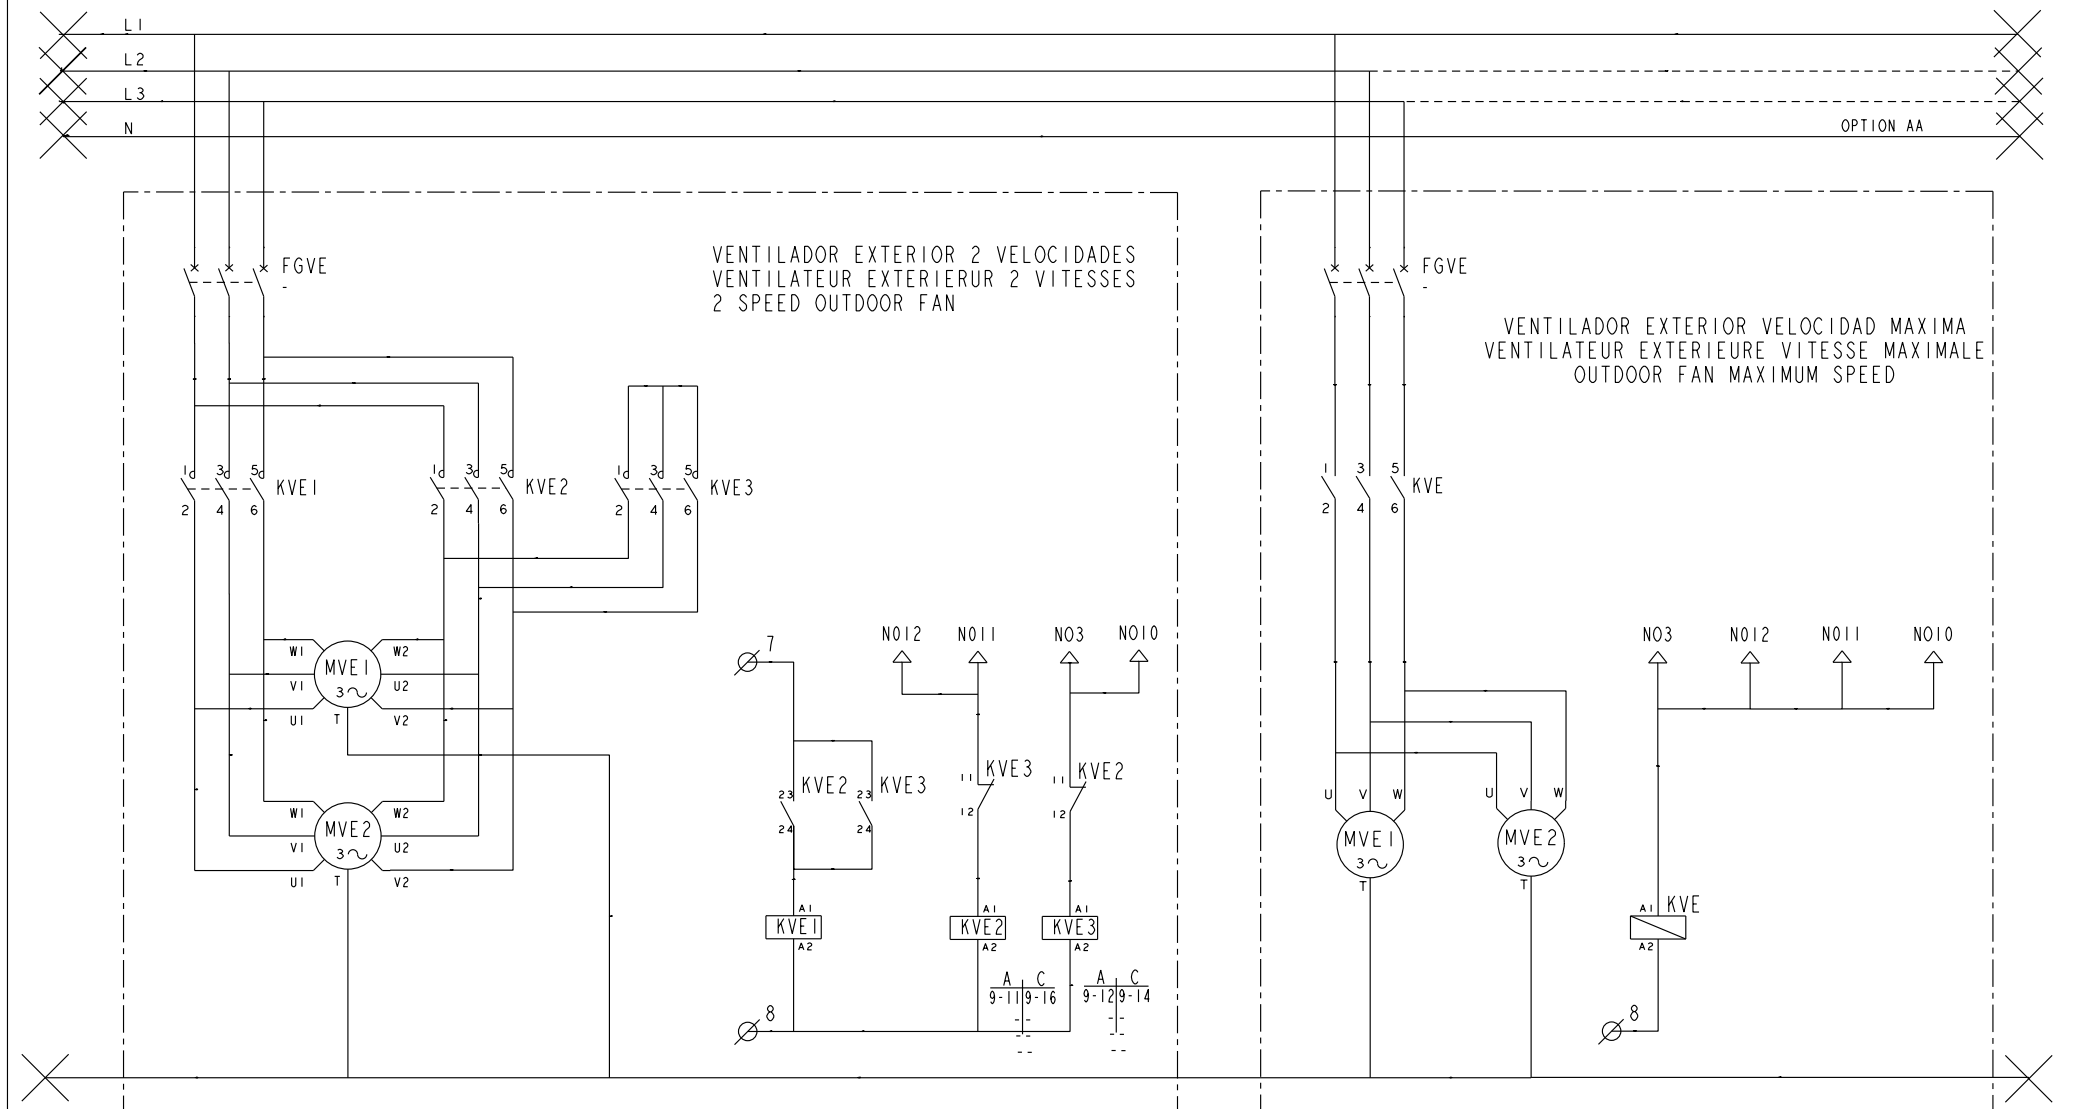 L1
L2
L3
N
OPTION AA
FGVE
-
VENTILADOR EXTERIOR 2 VELOCIDADES
VENTILATEUR EXTERIERUR 2 VITESSES
2 SPEED OUTDOOR FAN
FGVE
-
VENTILADOR EXTERIOR VELOCIDAD MAXIMA
VENTILATEUR EXTERIEURE VITESSE MAXIMALE
OUTDOOR FAN MAXIMUM SPEED
1 3 5 KVE1
2 4 6
1 3 5 KVE2
2 4 6
1 3 5 KVE3
2 4 6
1 3 5 KVE
2 4 6
W1 MVE1 W2
V1 3~ U2
U1 T V2
W1 MVE2 W2
V1 3~ U2
U1 T V2
7
NO12 NO11 NO3 NO10
23 KVE2 23 KVE3
24 24
11 KVE3
12
11 KVE2
12
A1 A1 A1
KVE1 KVE2 KVE3
A2 A2 A2
A C
9-11 9-16
-- 
--
--
A C
9-12 9-14
--
--
--
8
NO3 NO12 NO11 NO10
U V W U V W
MVE1 MVE2
3~ 3~
T T
A1 KVE
A2
8